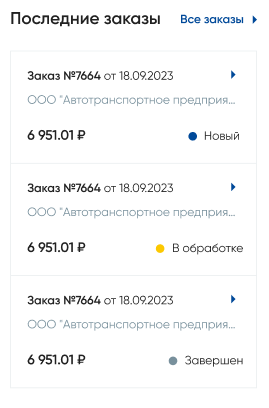 Последние заказы Все заказы
Заказ №7664 от 18.09.2023
ООО "Автотранспортное предприя...
6 951.01 ₽ Новый
Заказ №7664 от 18.09.2023
ООО "Автотранспортное предприя...
6 951.01 ₽ В обработке
Заказ №7664 от 18.09.2023
ООО "Автотранспортное предприя...
6 951.01 ₽ Завершен